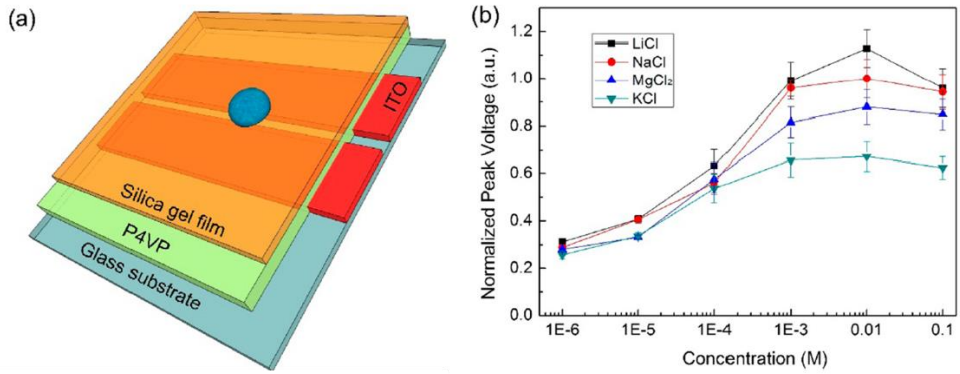 (a)
ITO
Silica gel film
P4VP
Glass substrate
(b)
Normalized Peak Voltage (a.u.)
1.2
1.0
0.8
0.6
0.4
0.2
0.0
LiCl
NaCl
MgCl₂
KCl
1E-6 1E-5 1E-4 1E-3 0.01 0.1
Concentration (M)